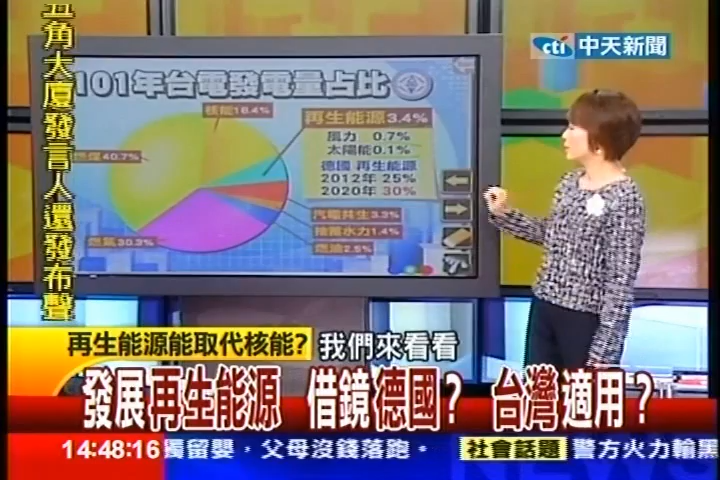 五角大廈發言人還發布聲
cti 中天新聞
101年台電發電量占比
核能18.4%
再生能源3.4%
風力 0.7%
太陽能0.1%
德國 再生能源
2012年 25%
2020年 30%
燃煤40.7%
燃氣30.3%
汽電共生3.3%
抽蓄水力1.4%
燃油2.5%
再生能源能取代核能? 我們來看看
發展再生能源 借鏡德國? 台灣適用?
14:48:16 獨留嬰，父母沒錢落跑。 社會話題 警方火力輸黑
NEWS